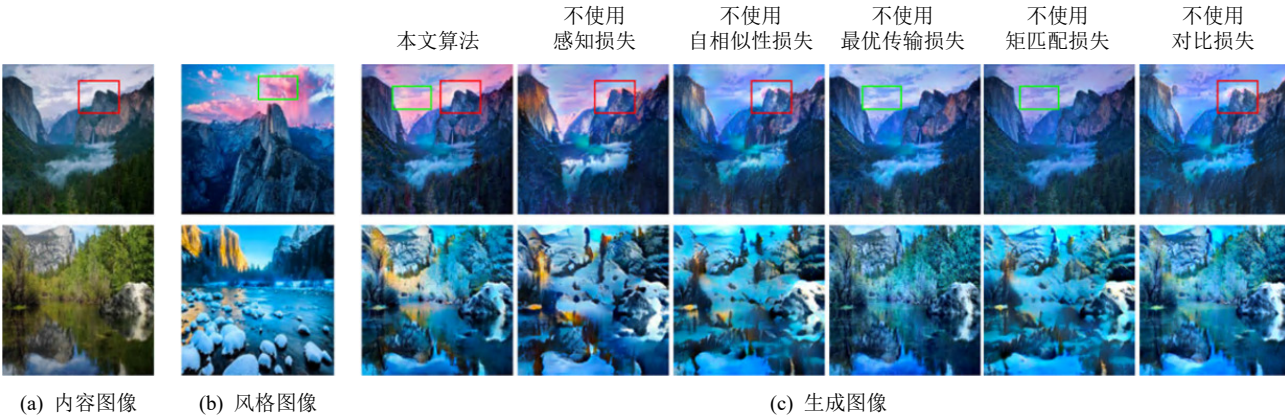 本文算法
不使用
感知损失
不使用
自相似性损失
不使用
最优传输损失
不使用
矩匹配损失
不使用
对比损失
(a) 内容图像
(b) 风格图像
(c) 生成图像